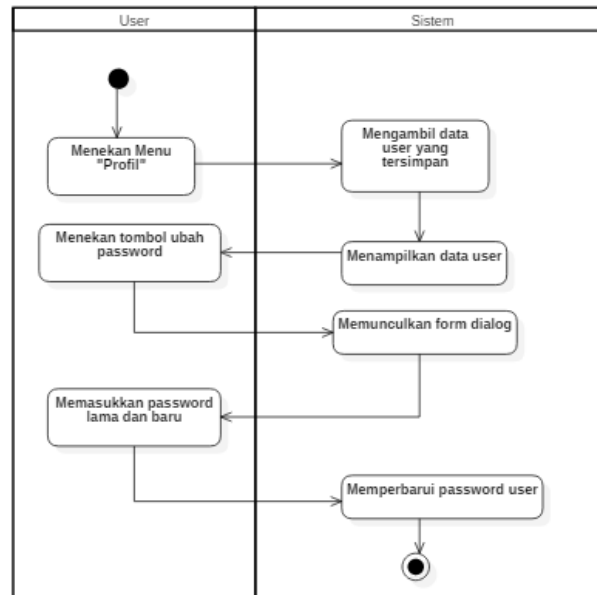 User
Sistem
Menekan Menu
"Profil"
Mengambil data
user yang
tersimpan
Menampilkan data user
Menekan tombol ubah
password
Memunculkan form dialog
Memasukkan password
lama dan baru
Memperbarui password user